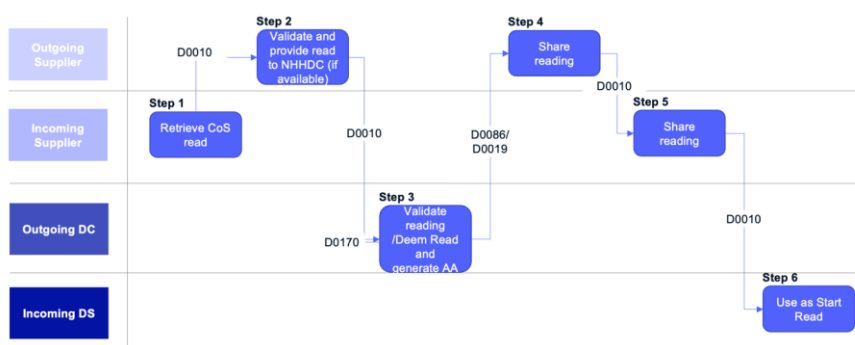 Step 2
Step 4
Outgoing
Supplier
D0010
Validate and
provide read
to NHHDC (if
available)
Share
reading
D0010
Step 1
Step 5
Incoming
Supplier
Retrieve CoS
read
D0010
D0086/
D0019
Share
reading
Step 3
Outgoing DC
D0170
Validate
reading
/Deem Read
and
generate AA
D0010
Step 6
Incoming DS
Use as Start
Read